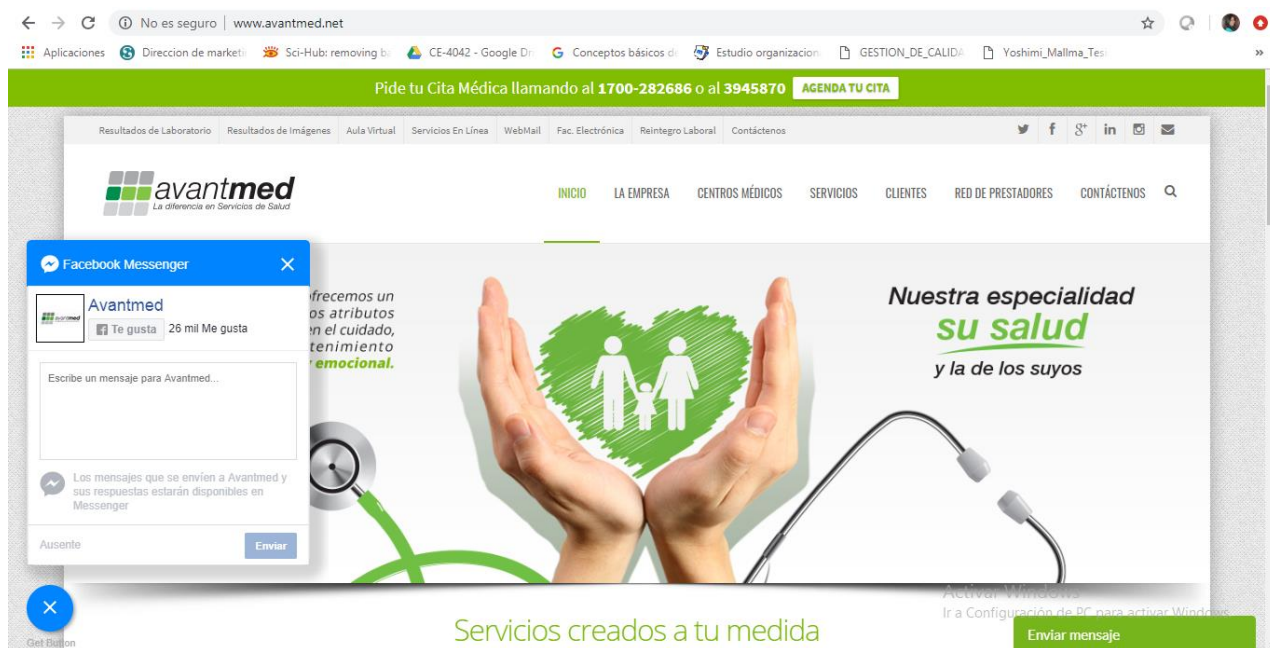 No es seguro | www.avantmed.net
Aplicaciones Direccion de marketi Sci-Hub: removing ba CE-4042 - Google Dri Conceptos básicos de Estudio organizacion GESTION_DE_CALIDA Yoshimi_Mallma_Tes »
Pide tu Cita Médica llamando al 1700-282686 o al 3945870 AGENDA TU CITA
Resultados de Laboratorio Resultados de Imágenes Aula Virtual Servicios En Línea WebMail Fac. Electrónica Reintegro Laboral Contáctenos
avantmed
La diferencia en Servicios de Salud
INICIO LA EMPRESA CENTROS MÉDICOS SERVICIOS CLIENTES RED DE PRESTADORES CONTÁCTENOS
Facebook Messenger
Avantmed
Te gusta 26 mil Me gusta
Escribe un mensaje para Avantmed...
Los mensajes que se envíen a Avantmed y
sus respuestas estarán disponibles en
Messenger
Ausente Enviar
Get Button
frecemos un
os atributos
en el cuidado,
tenimiento
emocional.
Nuestra especialidad
su salud
y la de los suyos
Servicios creados a tu medida
Activar Windows
Ir a Configuración de PC para activar Windows.
Enviar mensaje